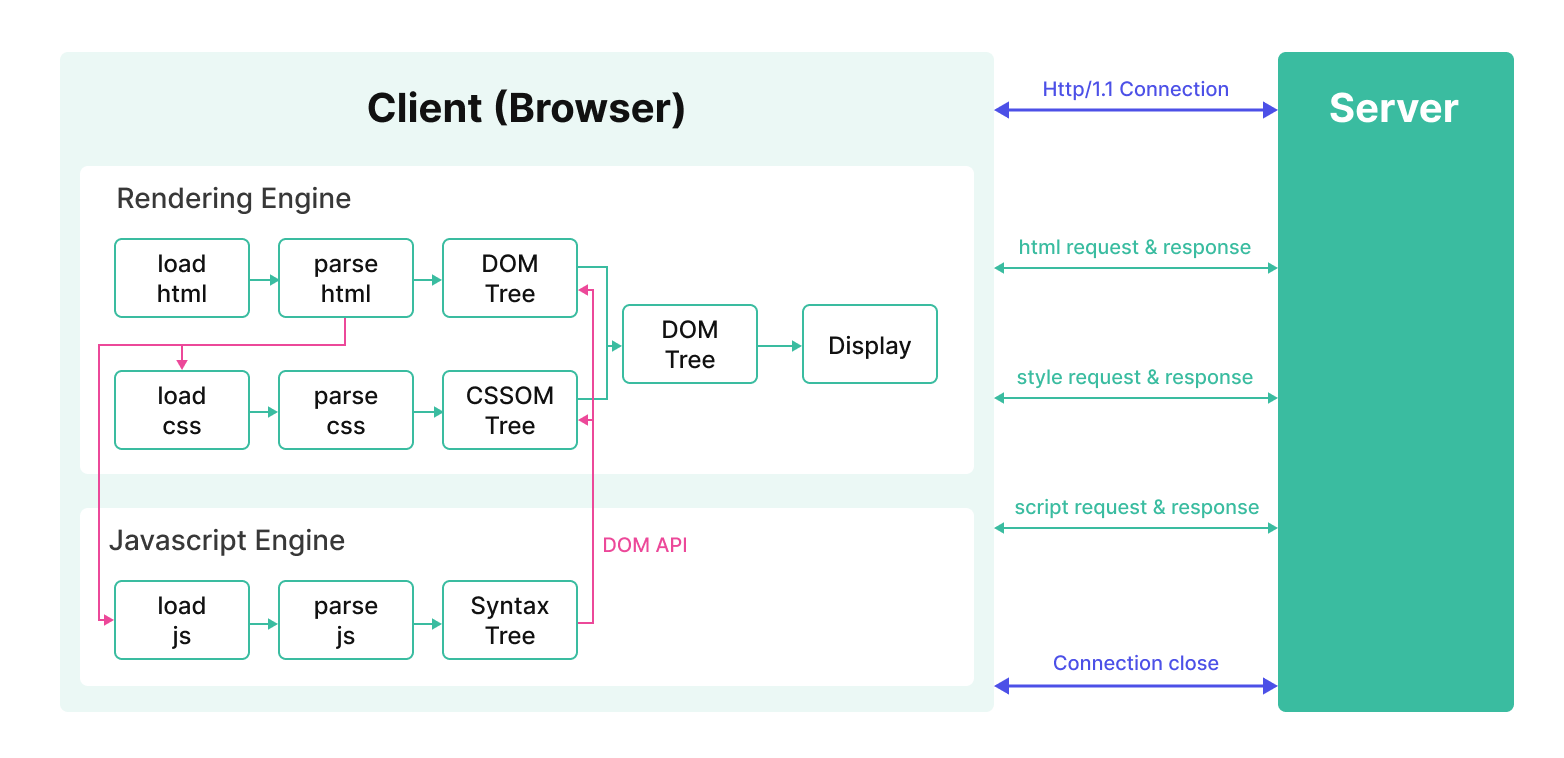 Client (Browser)
Http/1.1 Connection
Server
Rendering Engine
load
html
parse
html
DOM
Tree
html request & response
DOM
Tree
Display
load
css
parse
css
CSSOM
Tree
style request & response
script request & response
Javascript Engine
DOM API
load
js
parse
js
Syntax
Tree
Connection close